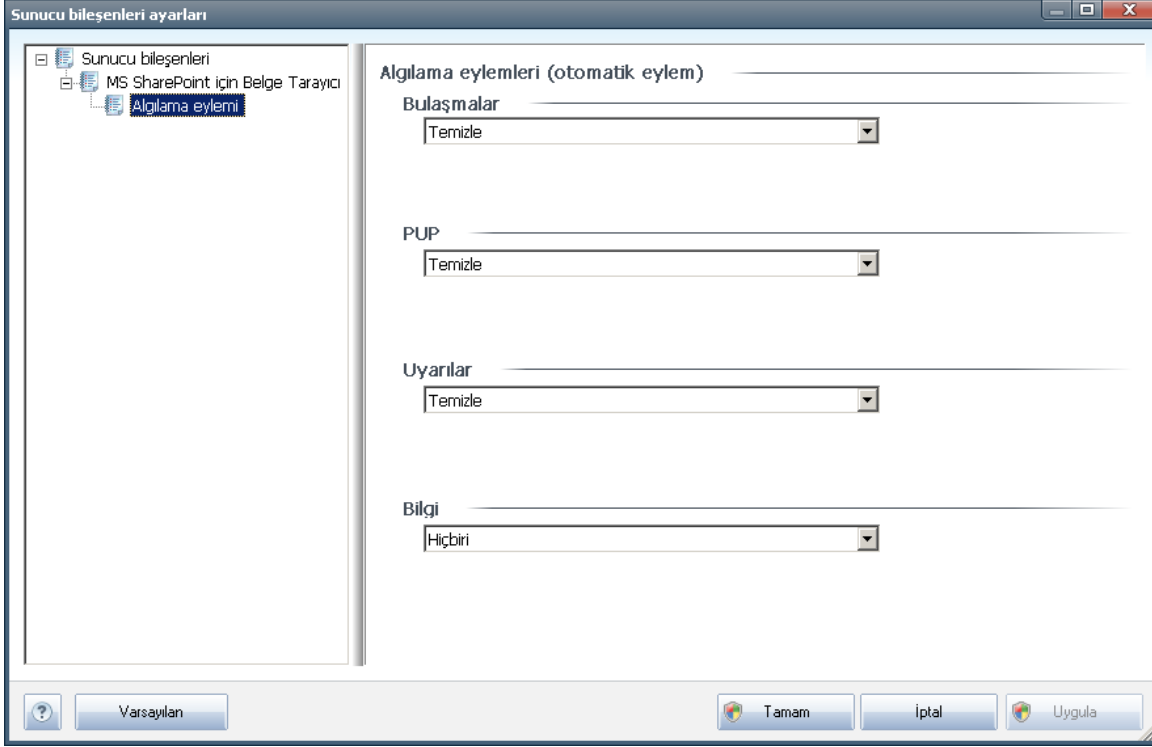 Sunucu bileşenleri ayarları
Sunucu bileşenleri
MS SharePoint için Belge Tarayıcı
Algılama eylemi
Algılama eylemleri (otomatik eylem)
Bulaşmalar
Temizle
PUP
Temizle
Uyarılar
Temizle
Bilgi
Hiçbiri
Varsayılan
Tamam
İptal
Uygula